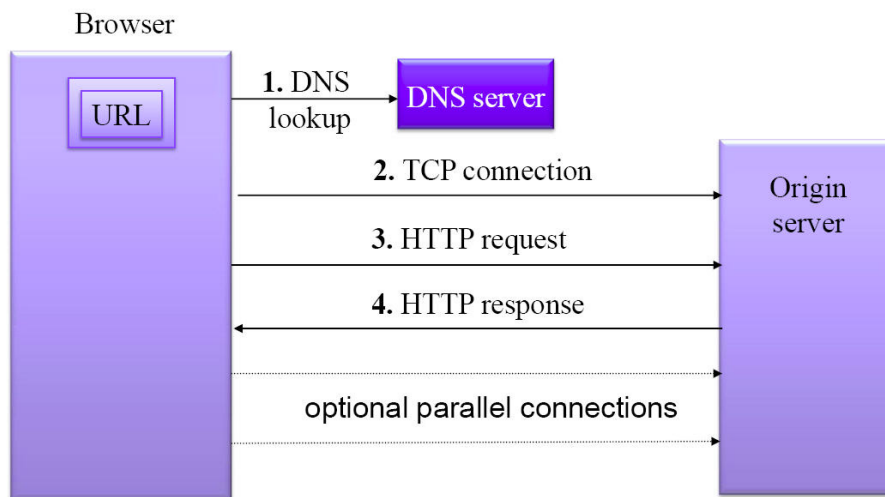 Browser
URL
1. DNS
lookup
DNS server
2. TCP connection
Origin
server
3. HTTP request
4. HTTP response
optional parallel connections